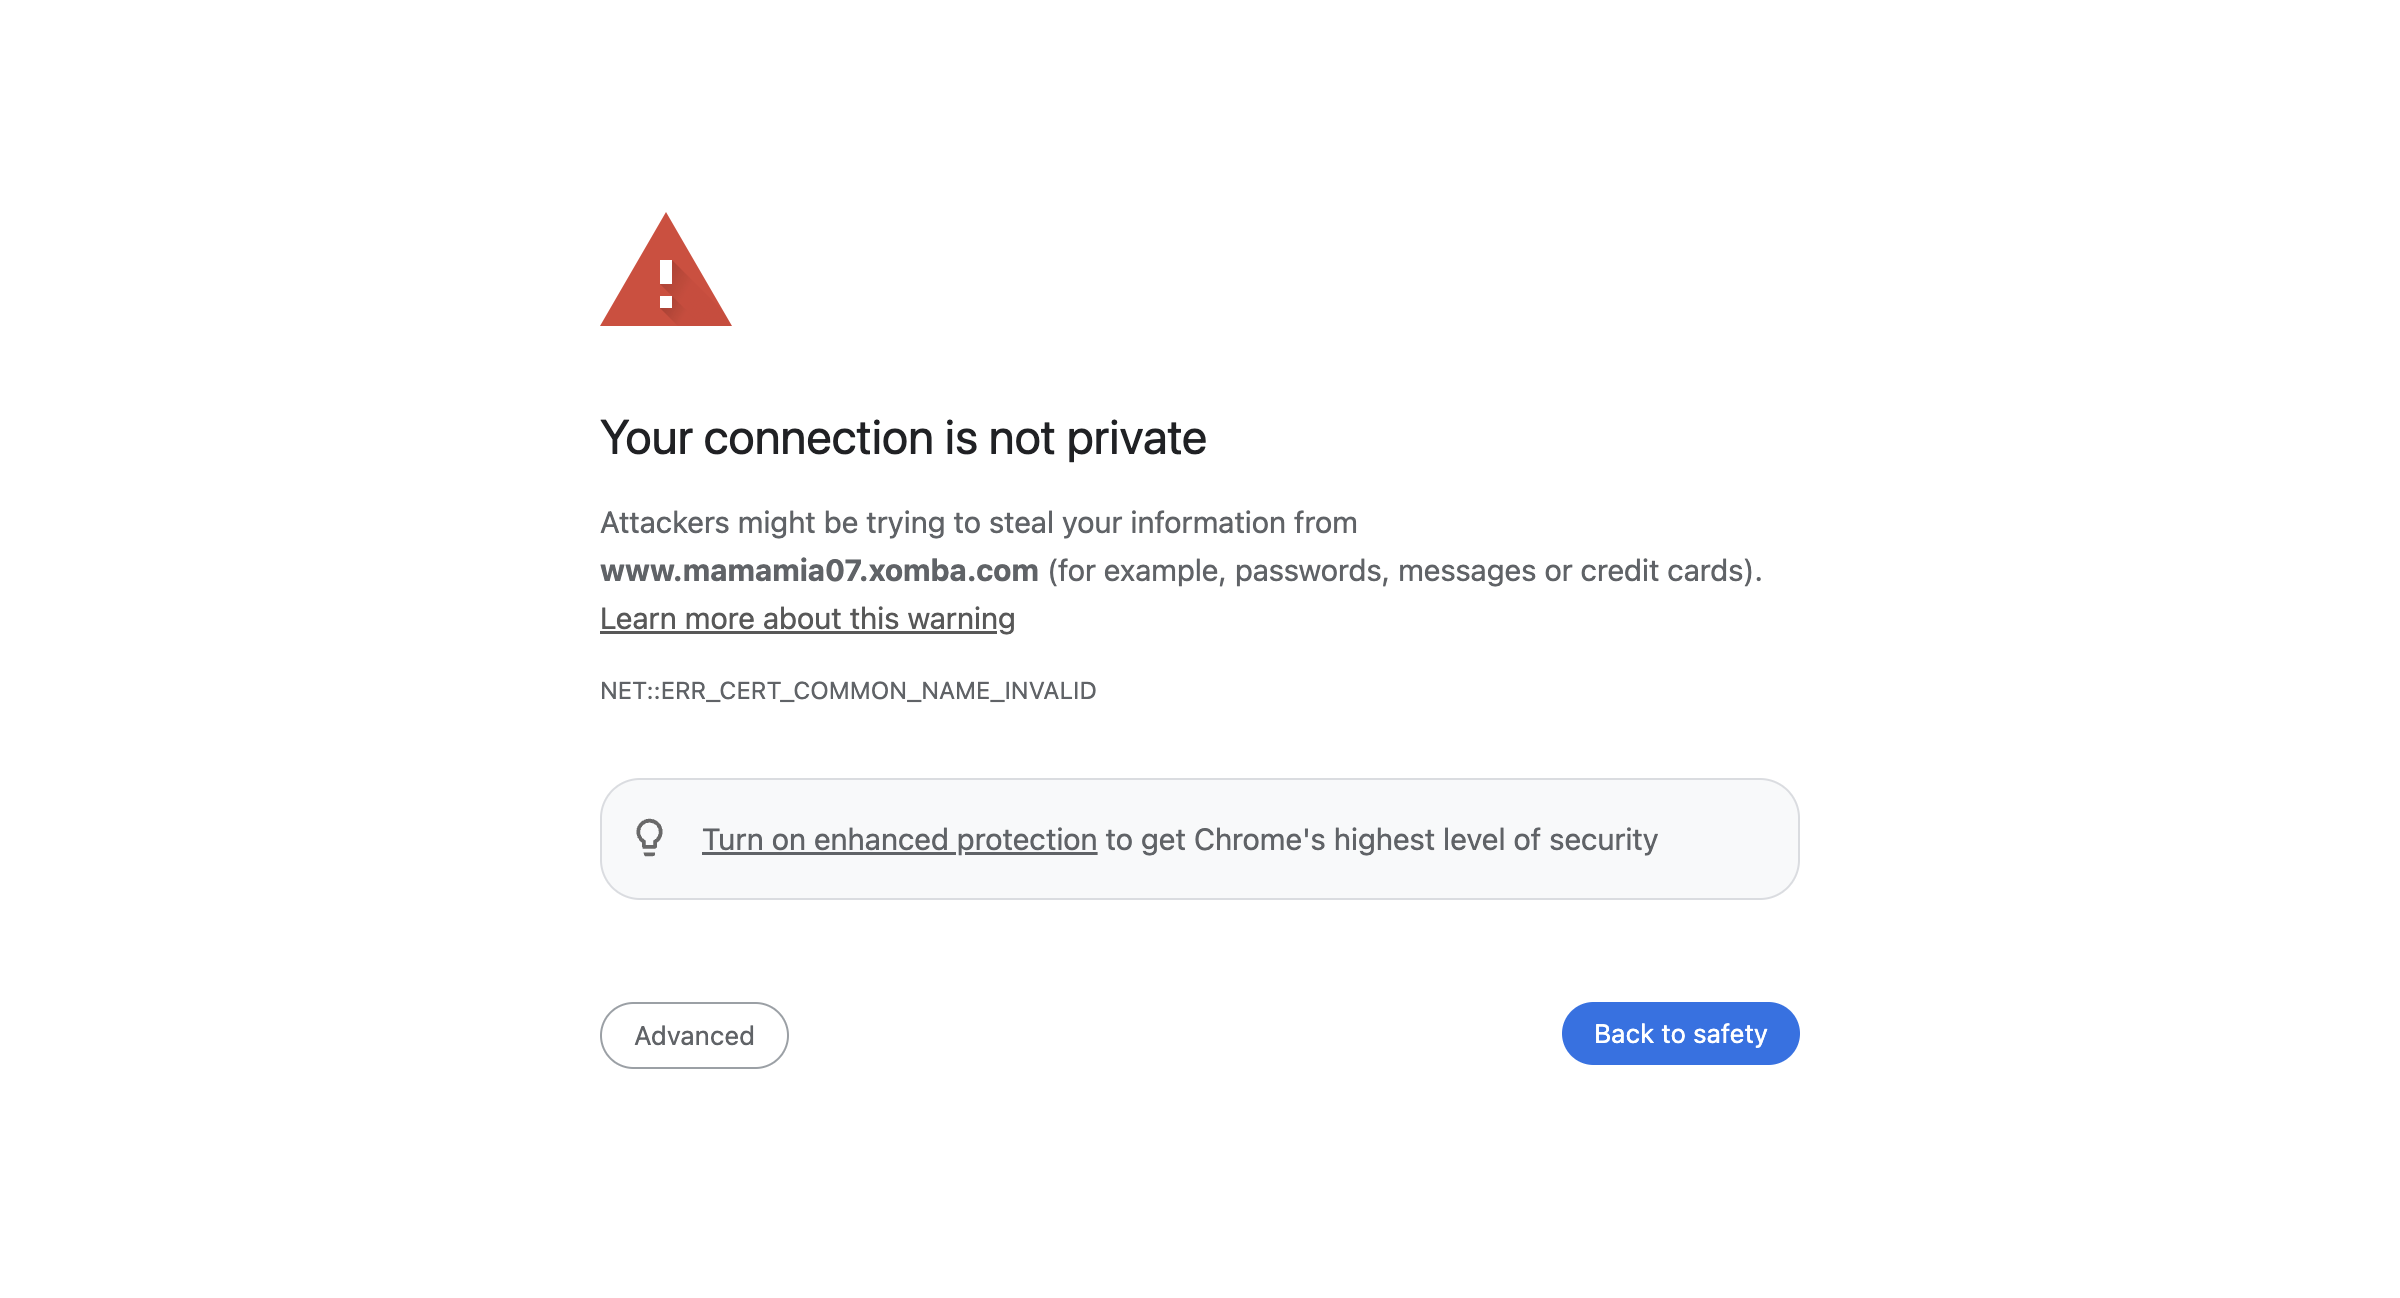 Your connection is not private
Attackers might be trying to steal your information from
www.mamamia07.xomba.com (for example, passwords, messages or credit cards).
Learn more about this warning
NET::ERR_CERT_COMMON_NAME_INVALID
Turn on enhanced protection to get Chrome's highest level of security
Advanced
Back to safety